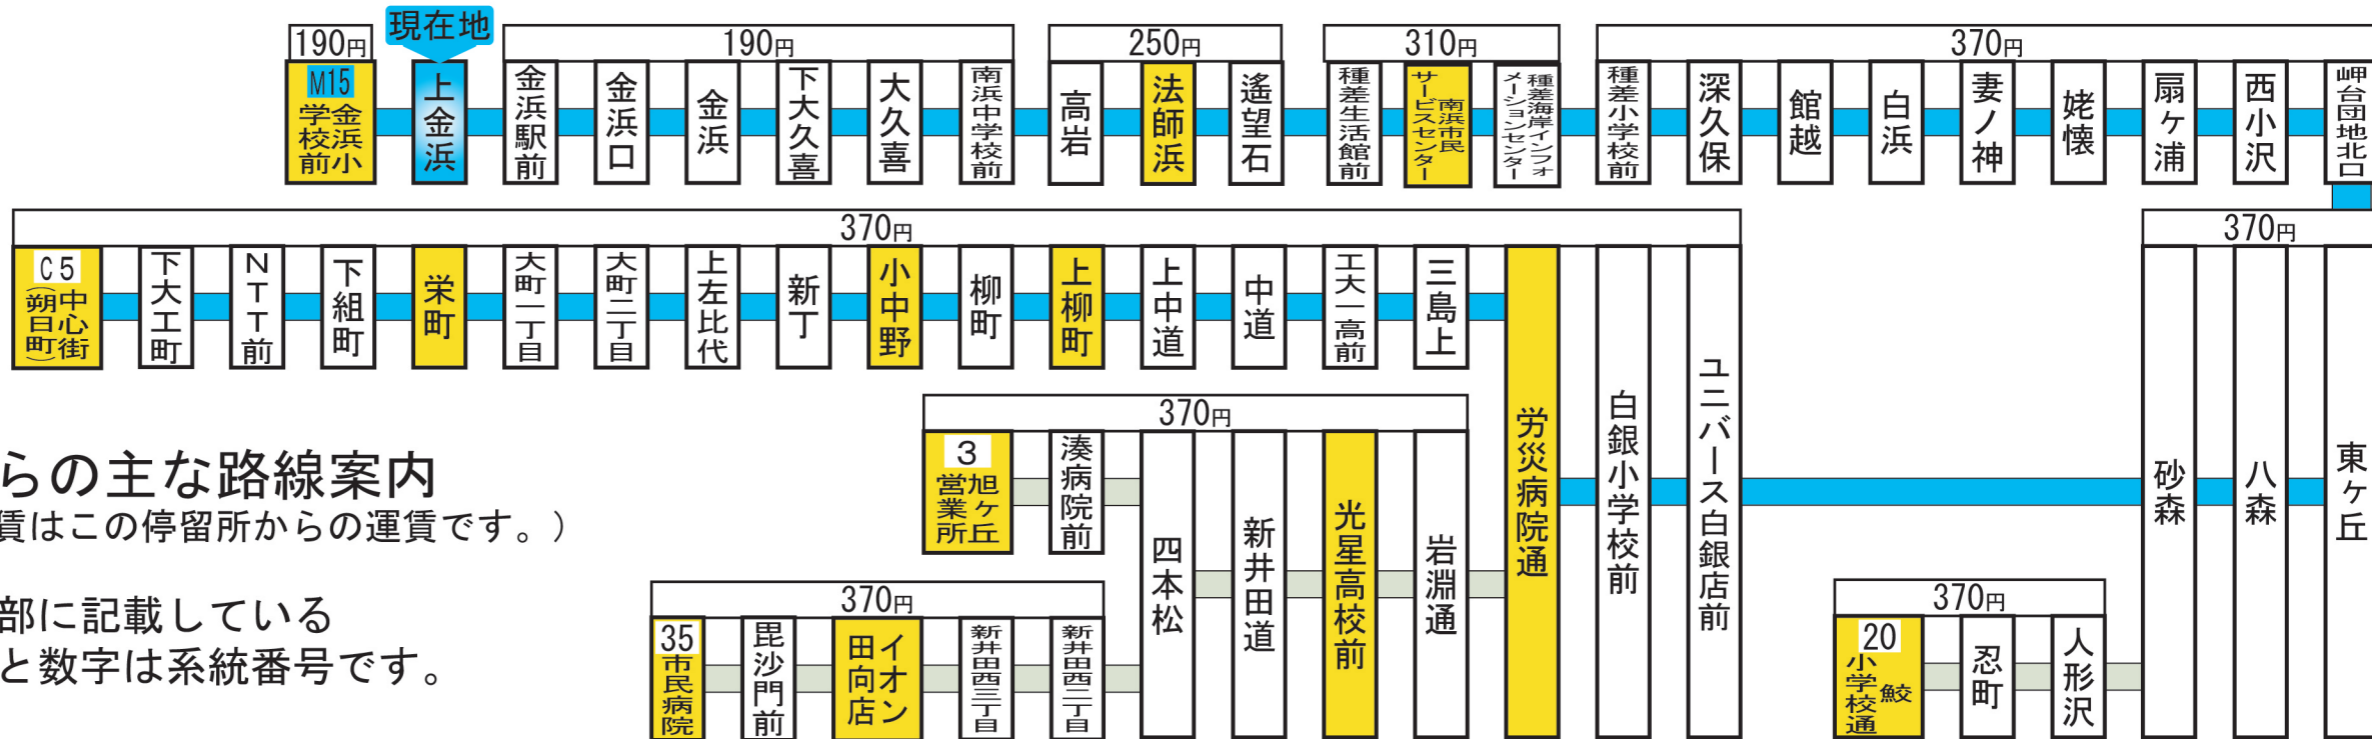 現在地
190円
190円
250円
310円
370円
M15
金浜小学校前
上金浜
金浜駅前
金浜口
金浜
下大久喜
大久喜
南浜中学校前
高岩
法師浜
遙望石
種差生活館前
南浜市民サービスセンター
種差海岸インフォメーションセンター
種差小学校前
深久保
館越
白浜
妻ノ神
姥懐
扇ヶ浦
西小沢
岬台団地北口
370円
370円
C5
中心街(朔日町)
下大工町
NTT前
下組町
栄町
大町一丁目
大町二丁目
上左比代
新丁
小中野
柳町
上柳町
上中道
中道
工大一高前
三島上
労災病院通
白銀小学校前
ユニバース白銀店前
砂森
八森
東ヶ丘
370円
3
旭ヶ丘営業所
湊病院前
四本松
新井田道
光星高校前
岩淵通
らの主な路線案内
賃はこの停留所からの運賃です。)
370円
35
市民病院
毘沙門前
イオン田向店
新井田西三丁目
新井田西二丁目
370円
20
鮫小学校通
忍町
人形沢
部に記載している
と数字は系統番号です。